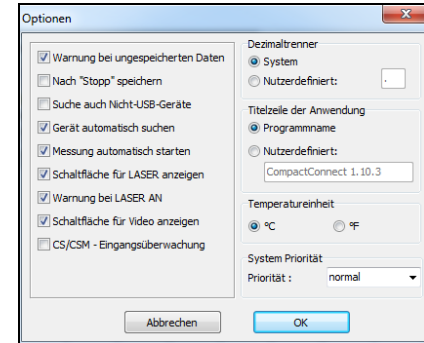 Optionen
Warnung bei ungespeicherten Daten
Nach "Stopp" speichern
Suche auch Nicht-USB-Geräte
Gerät automatisch suchen
Messung automatisch starten
Schaltfläche für LASER anzeigen
Warnung bei LASER AN
Schaltfläche für Video anzeigen
CS/CSM - Eingangsüberwachung
Dezimaltrenner
System
Nutzerdefiniert: .
Titelzeile der Anwendung
Programmname
Nutzerdefiniert:
CompactConnect 1.10.3
Temperatureinheit
°C °F
System Priorität
Priorität : normal
Abbrechen OK